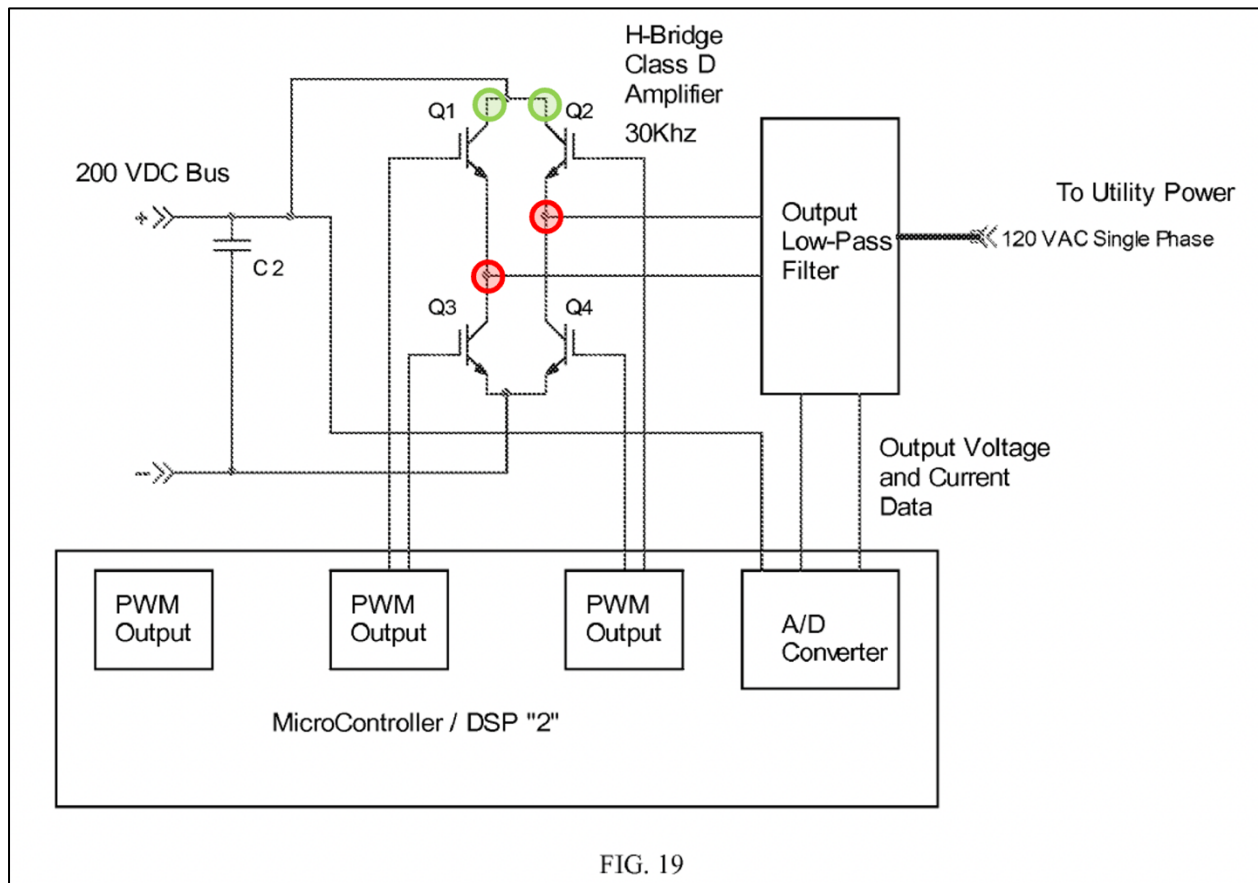 H-Bridge
Class D
Amplifier
30Khz
Q1
Q2
200 VDC Bus
+
C 2
To Utility Power
Output
Low-Pass
Filter
120 VAC Single Phase
Q3
Q4
-
Output Voltage
and Current
Data
PWM
Output
PWM
Output
PWM
Output
A/D
Converter
MicroController / DSP "2"
FIG. 19